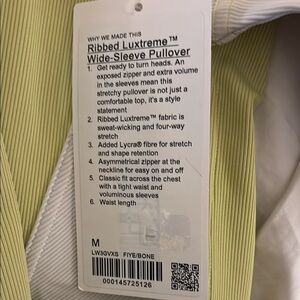 WHY WE MADE THIS
Ribbed Luxtreme™
Wide-Sleeve Pullover
1. Get ready to turn heads. An
exposed zipper and extra volume
in the sleeves mean this
stretchy pullover is not just a
comfortable top, it's a style
statement
2. Ribbed Luxtreme™ fabric is
sweat-wicking and four-way
stretch
3. Added Lycra® fibre for stretch
and shape retention
4. Asymmetrical zipper at the
neckline for easy on and off
5. Classic fit across the chest
with a tight waist and
voluminous sleeves
6. Waist length
M
LW3GVXS FIYE/BONE
000145725126